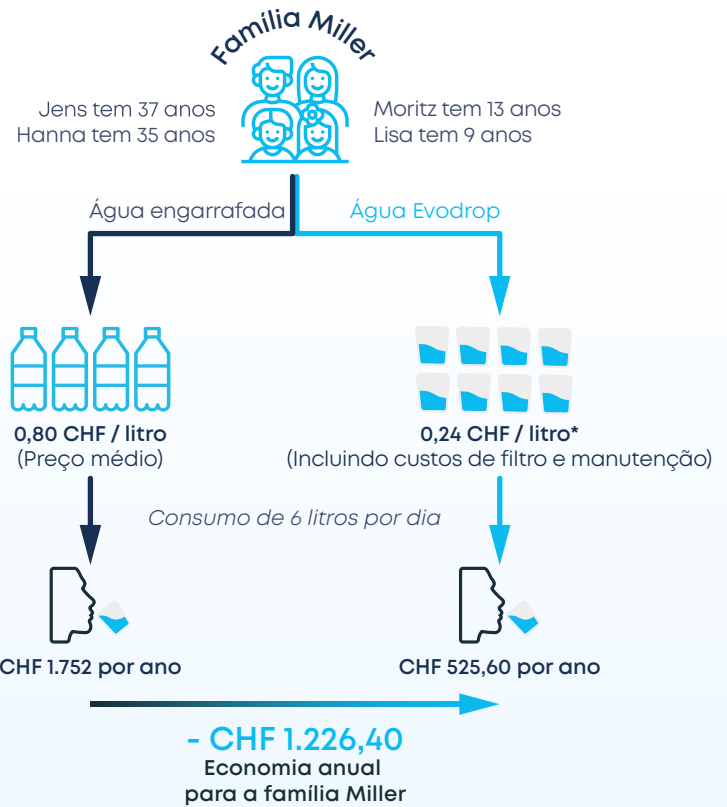 Família Miller
Jens tem 37 anos
Hanna tem 35 anos
Moritz tem 13 anos
Lisa tem 9 anos
Água engarrafada
Água Evodrop
0,80 CHF / litro
(Preço médio)
0,24 CHF / litro*
(Incluindo custos de filtro e manutenção)
Consumo de 6 litros por dia
CHF 1.752 por ano
CHF 525,60 por ano
- CHF 1.226,40
Economia anual
para a família Miller